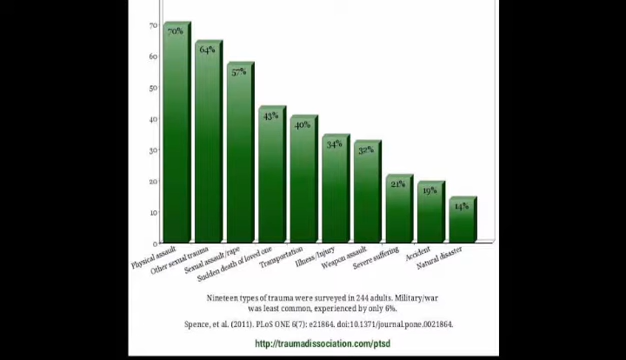 70
60
50
40
30
20
10
0
70%
64%
57%
43%
40%
34%
32%
21%
19%
14%
Physical assault
Other sexual trauma
Sexual assault/rape
Sudden death of loved one
Transportation
Illness/Injury
Weapon assault
Severe suffering
Accident
Natural disaster
Nineteen types of trauma were surveyed in 244 adults. Military/war
was least common, experienced by only 6%.
Spence, et al. (2011). PLoS ONE 6(7): e21864. doi:10.1371/journal.pone.0021864.
http://traumadissociation.com/ptsd